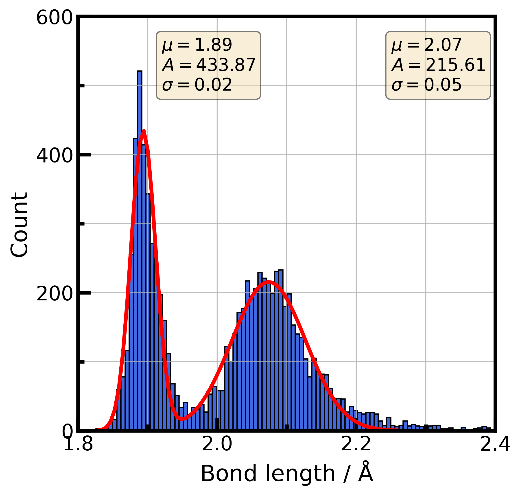 600
μ = 1.89
A = 433.87
σ = 0.02
μ = 2.07
A = 215.61
σ = 0.05
400
Count
200
0
1.8
2.0
2.2
2.4
Bond length / Å